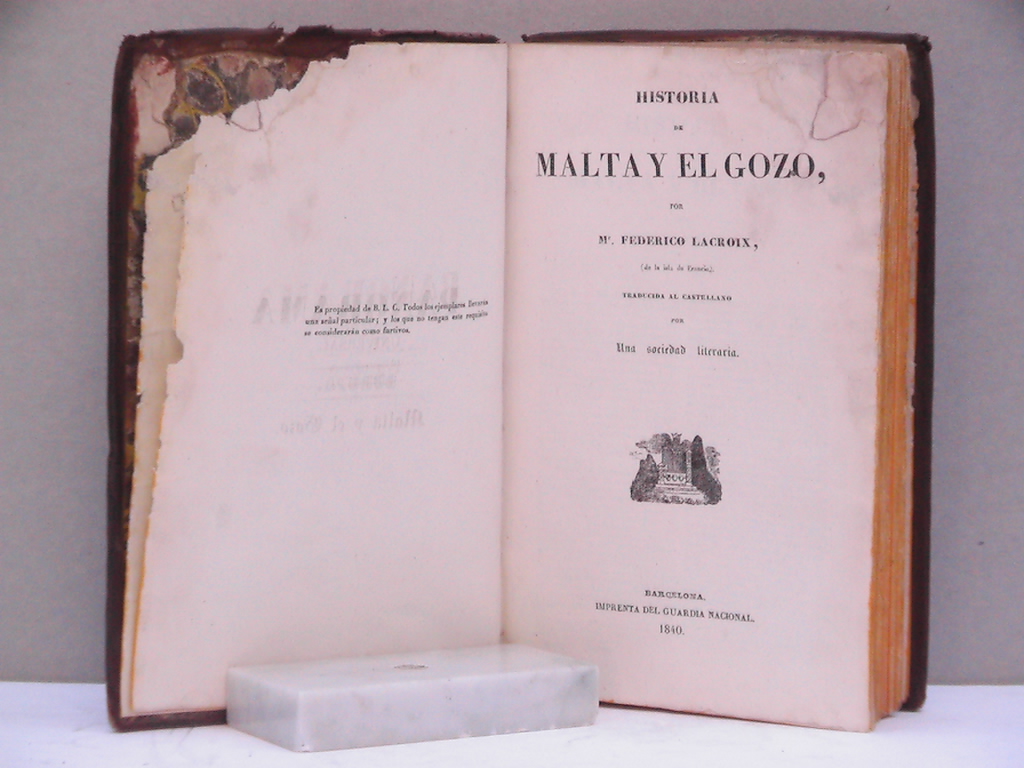 Es propiedad de B. L. C. Todos los ejemplares llevarán
una señal particular; y los que no tengan este requisito
se considerarán como furtivos.
HISTORIA
DE
MALTA Y EL GOZO,
POR
Mr. FEDERICO LACROIX,
(de la isla de Francia).
TRADUCIDA AL CASTELLANO
POR
Una sociedad literaria.
BARCELONA.
IMPRENTA DEL GUARDIA NACIONAL.
1840.